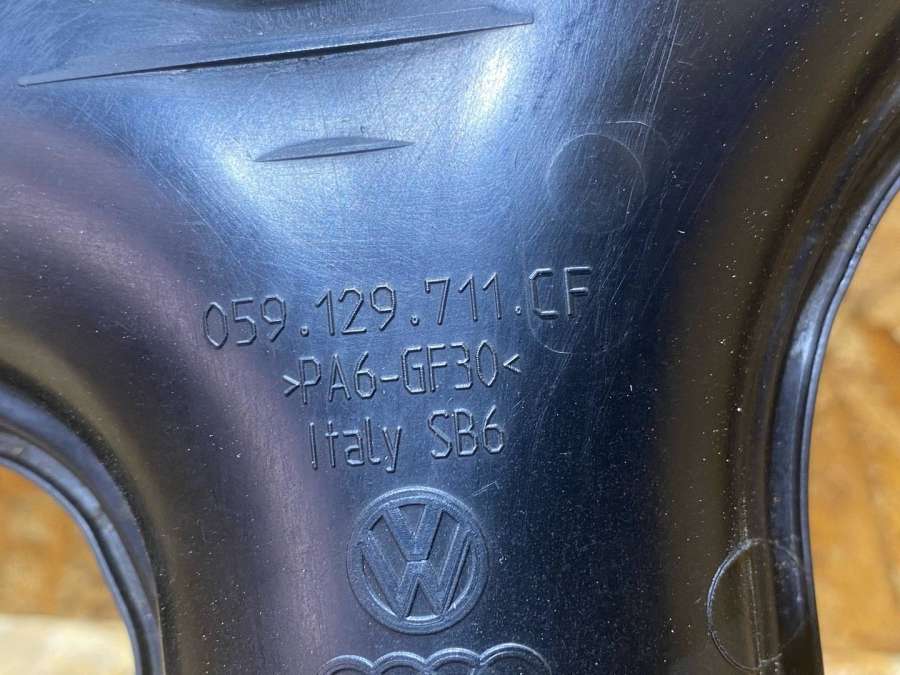 059.129.711.CF
>PA6-GF30<
Italy SB6